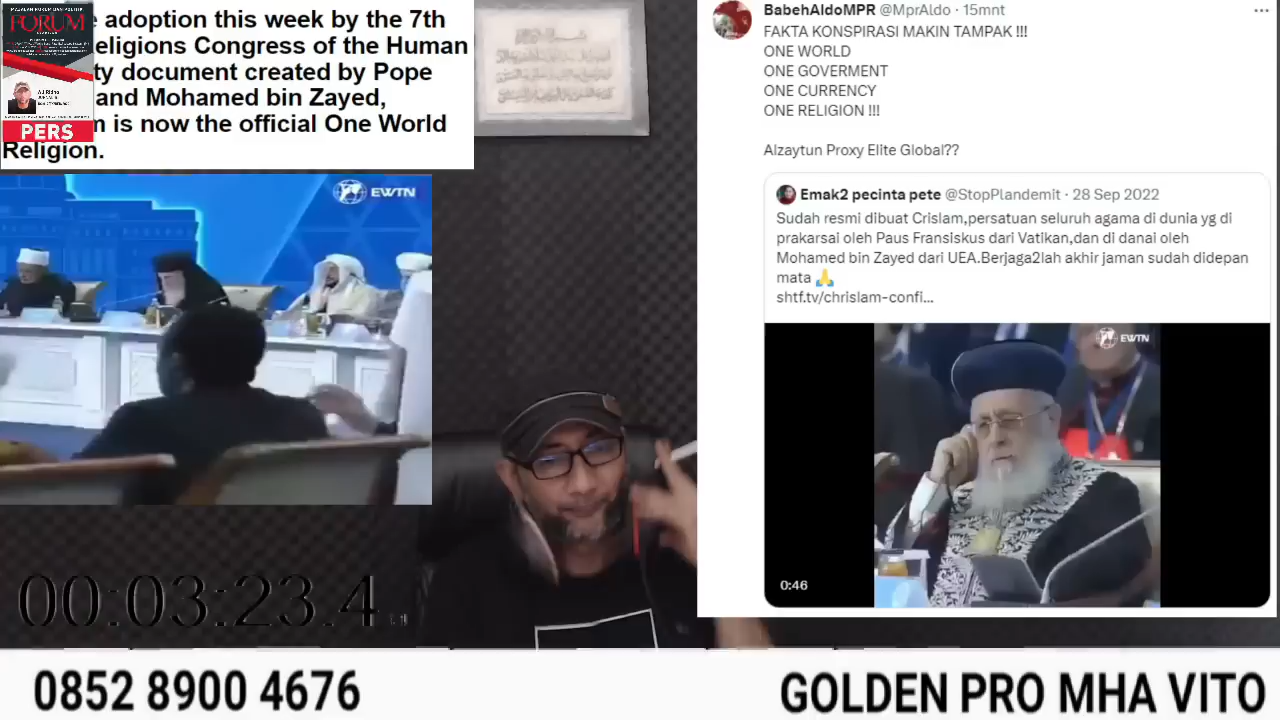 MAJALAH HUKUM DAN POLITIK
FORUM
e adoption this week by the 7th
eligions Congress of the Human
ty document created by Pope
and Mohamed bin Zayed,
m is now the official One World
Religion.
PERS
EWTN
00:03:23.4
BabehAldoMPR @MprAldo · 15mnt
FAKTA KONSPIRASI MAKIN TAMPAK !!!
ONE WORLD
ONE GOVERMENT
ONE CURRENCY
ONE RELIGION !!!
Alzaytun Proxy Elite Global??
Emak2 pecinta pete @StopPlandemit · 28 Sep 2022
Sudah resmi dibuat Crislam,persatuan seluruh agama di dunia yg di
prakarsai oleh Paus Fransiskus dari Vatikan,dan di danai oleh
Mohamed bin Zayed dari UEA.Berjaga2lah akhir jaman sudah didepan
mata 🙏
shtf.tv/chrislam-confi...
EWTN
0:46
0852 8900 4676
GOLDEN PRO MHA VITO